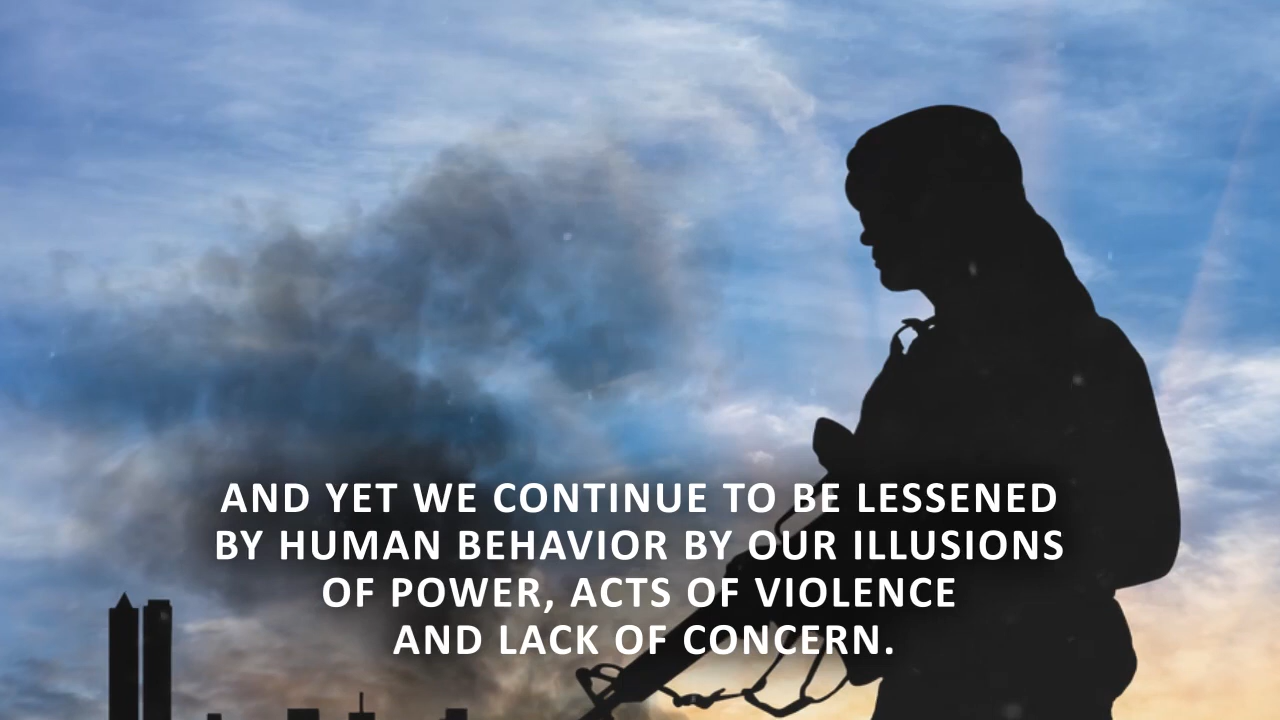 AND YET WE CONTINUE TO BE LESSENED
BY HUMAN BEHAVIOR BY OUR ILLUSIONS
OF POWER, ACTS OF VIOLENCE
AND LACK OF CONCERN.